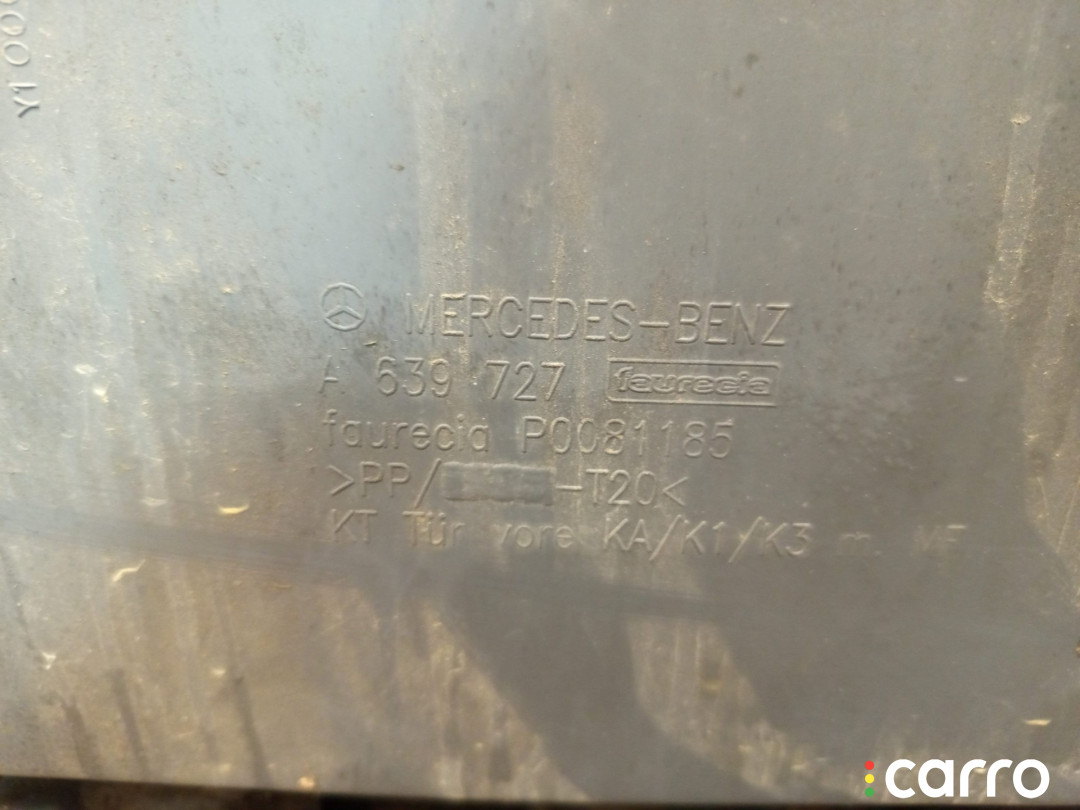 MERCEDES-BENZ
A 639 727 faurecia
faurecia P0081185
>PP/ -T20<
KT Tür vore KA/K1/K3 m.
carro